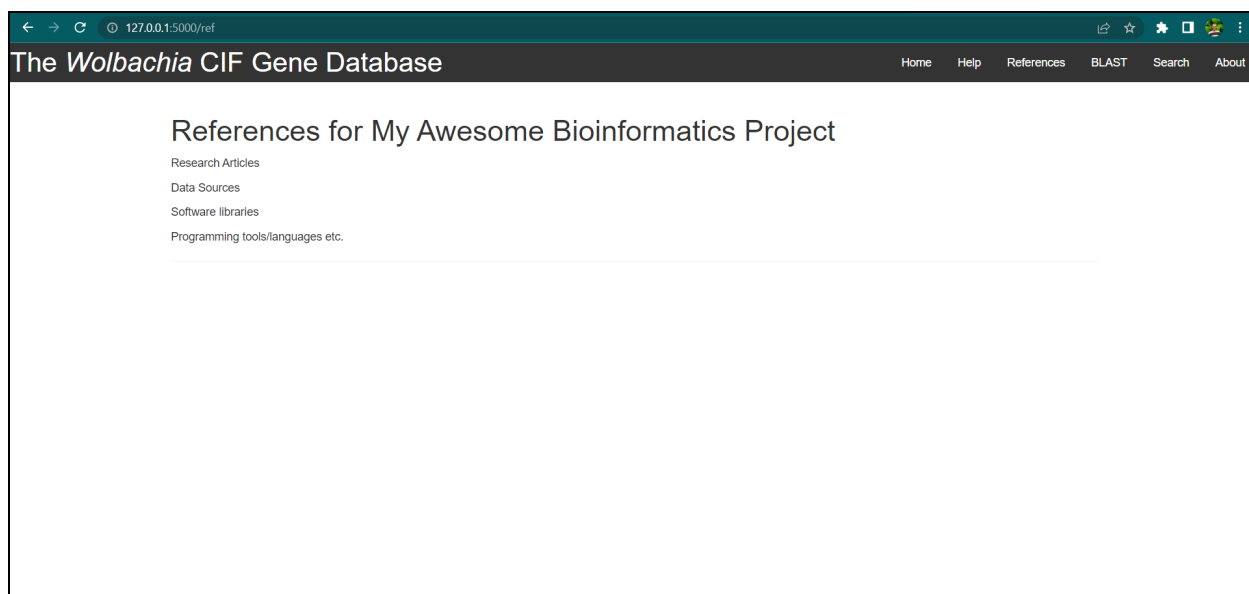 127.0.0.1:5000/ref
The Wolbachia CIF Gene Database
Home Help References BLAST Search About
References for My Awesome Bioinformatics Project
Research Articles
Data Sources
Software libraries
Programming tools/languages etc.